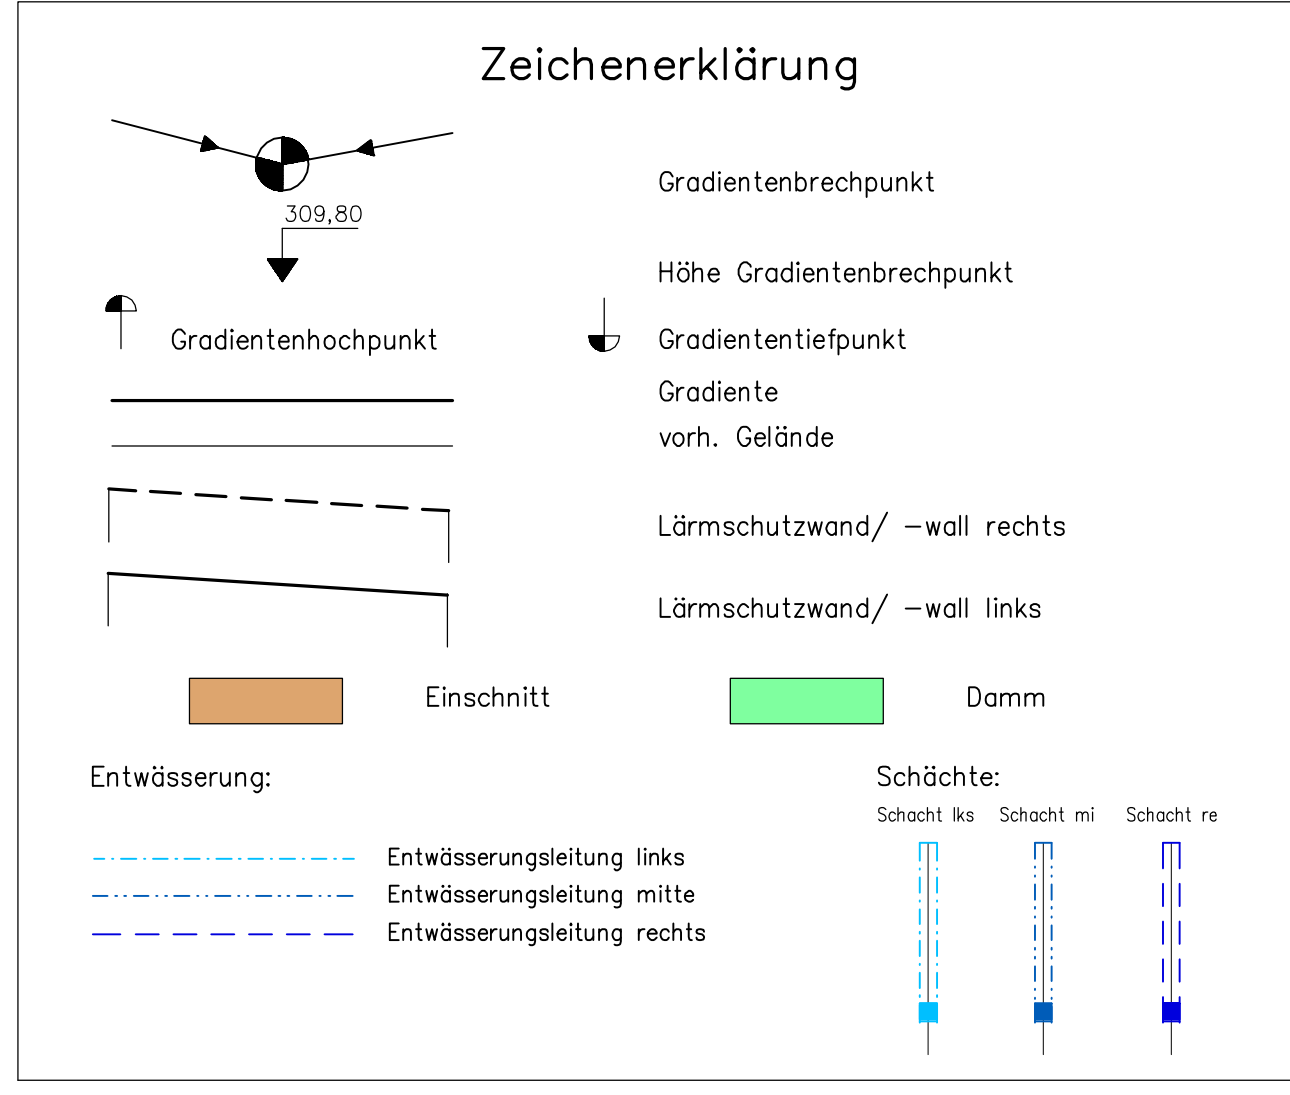 Zeichenerklärung
Gradientenbrechpunkt
309,80
Höhe Gradientenbrechpunkt
Gradientenhochpunkt
Gradiententiefpunkt
Gradiente
vorh. Gelände
Lärmschutzwand/ -wall rechts
Lärmschutzwand/ -wall links
Einschnitt
Damm
Entwässerung:
Schächte:
Schacht lks
Schacht mi
Schacht re
Entwässerungsleitung links
Entwässerungsleitung mitte
Entwässerungsleitung rechts